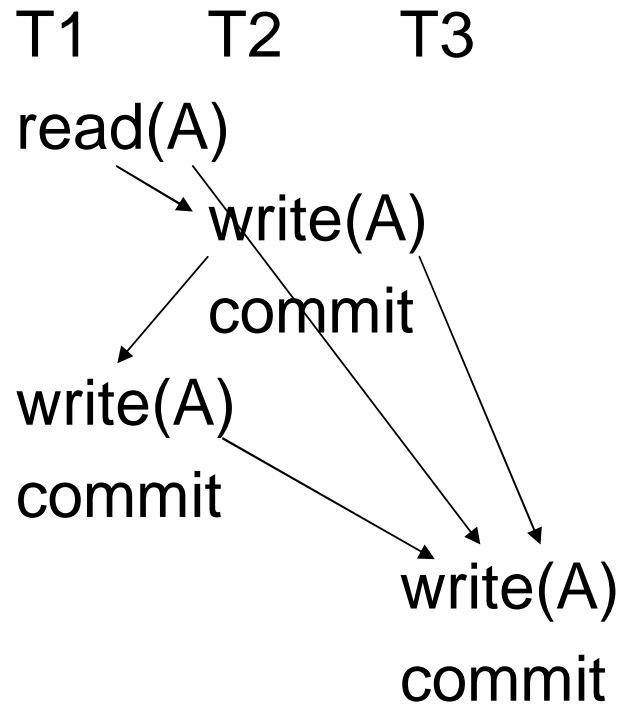 T1 T2 T3
read(A)
write(A)
commit
write(A)
commit
write(A)
commit